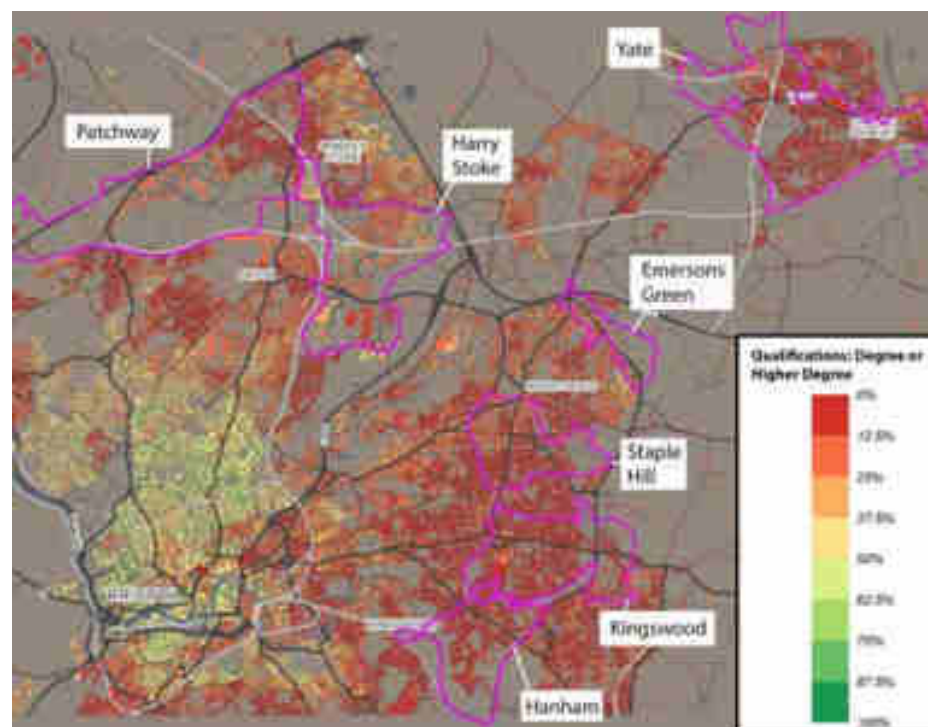 Yate
Patchway
Harry
Stoke
Emersons
Green
Qualifications: Degree or
Higher Degree
0%
12.5%
25%
37.5%
50%
62.5%
75%
87.5%
Staple
Hill
Kingswood
Hanham